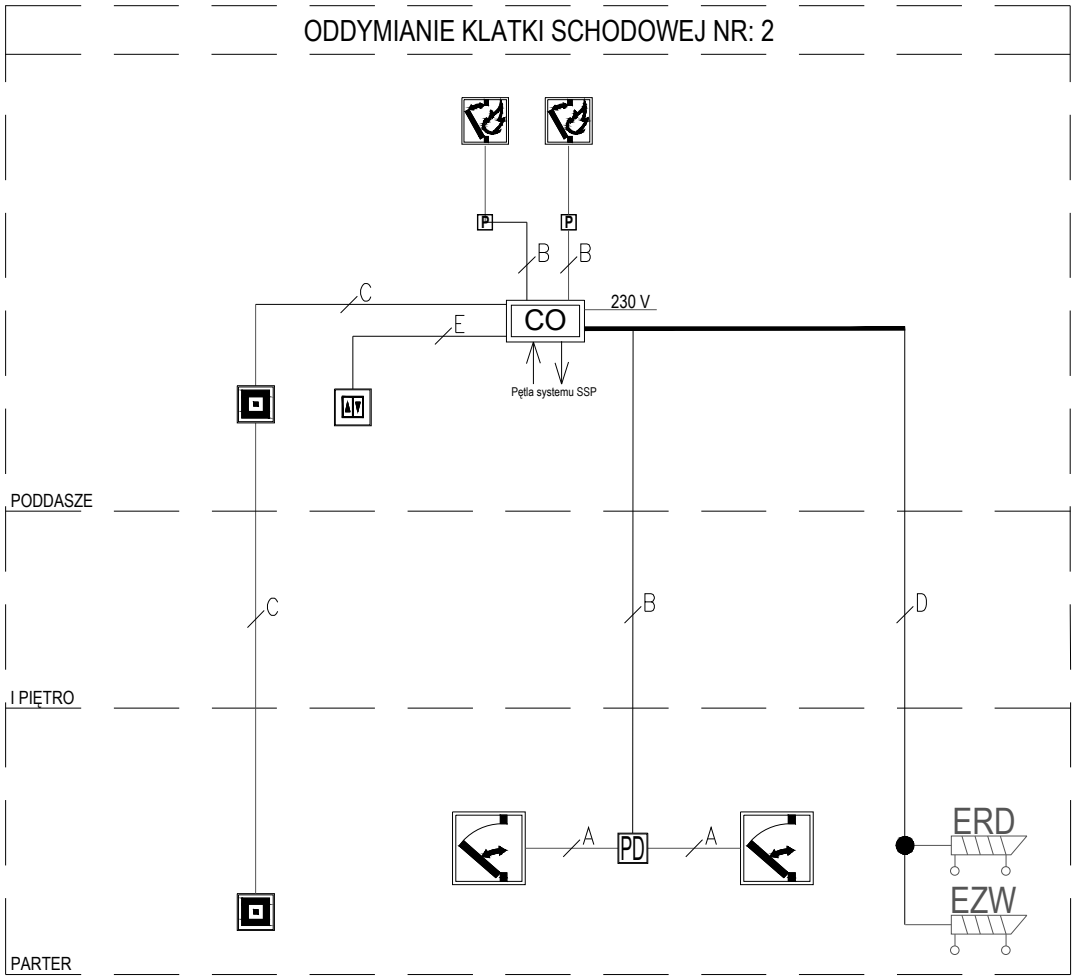 ODDYMIANIE KLATKI SCHODOWEJ NR: 2
P
P
B
B
C
230 V
CO
E
Pętla systemu SSP
PODDASZE
C
B
D
I PIĘTRO
ERD
A
PD
A
EZW
PARTER